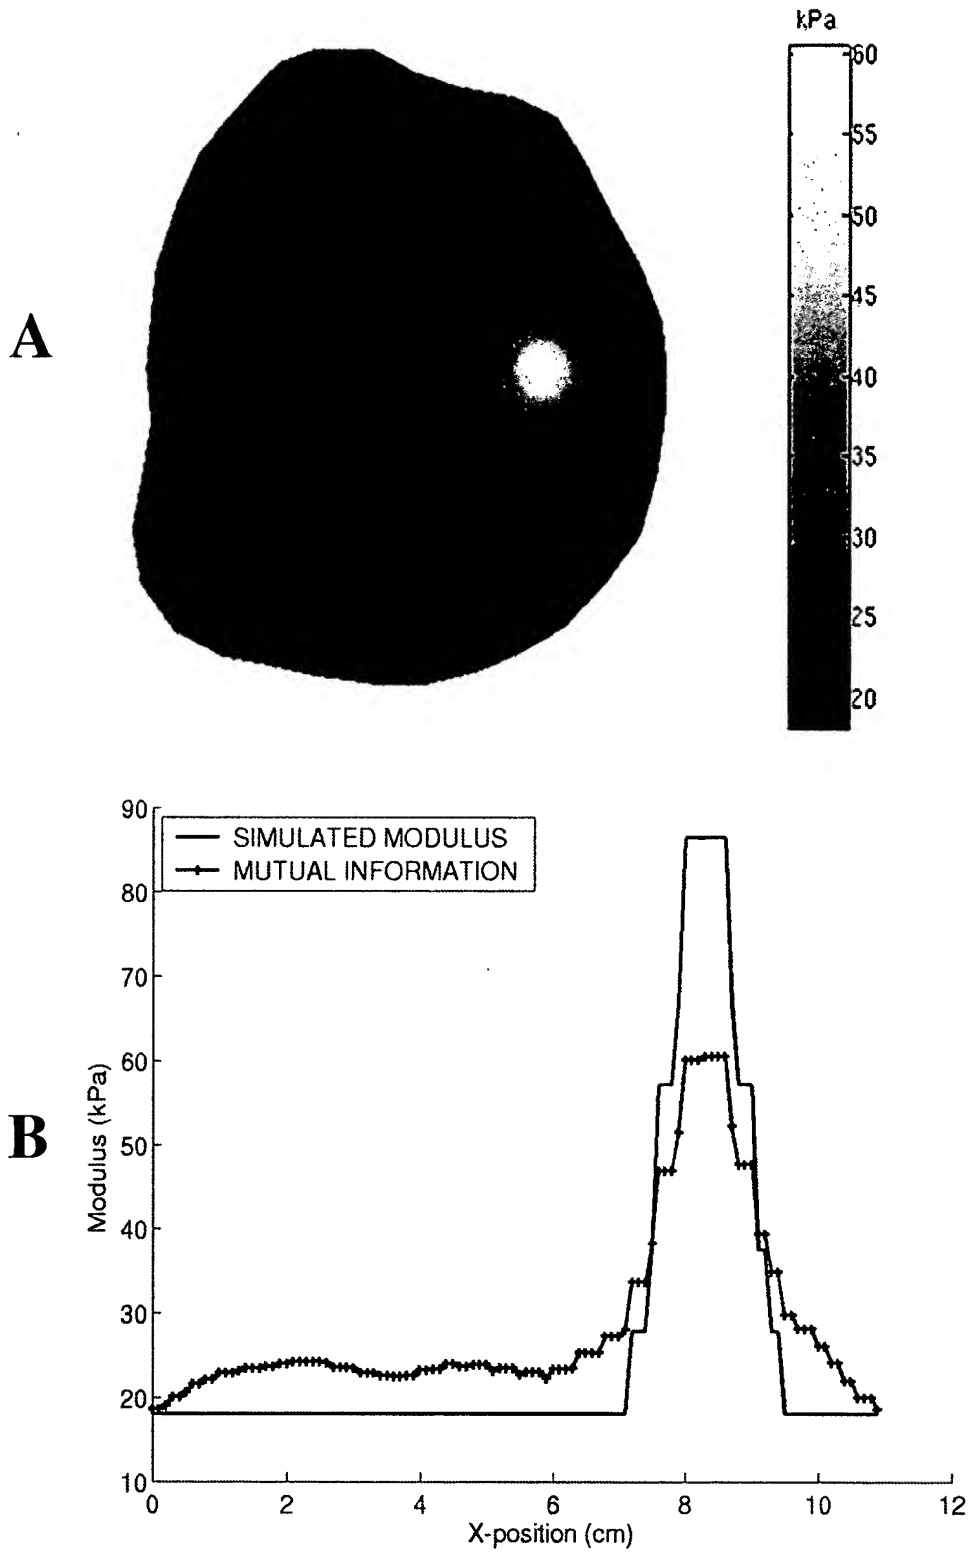 kPa
60
55
50
45
40
35
30
25
20
A
90
80
70
60
50
40
30
20
10
SIMULATED MODULUS
MUTUAL INFORMATION
Modulus (kPa)
B
0 2 4 6 8 10 12
X-position (cm)